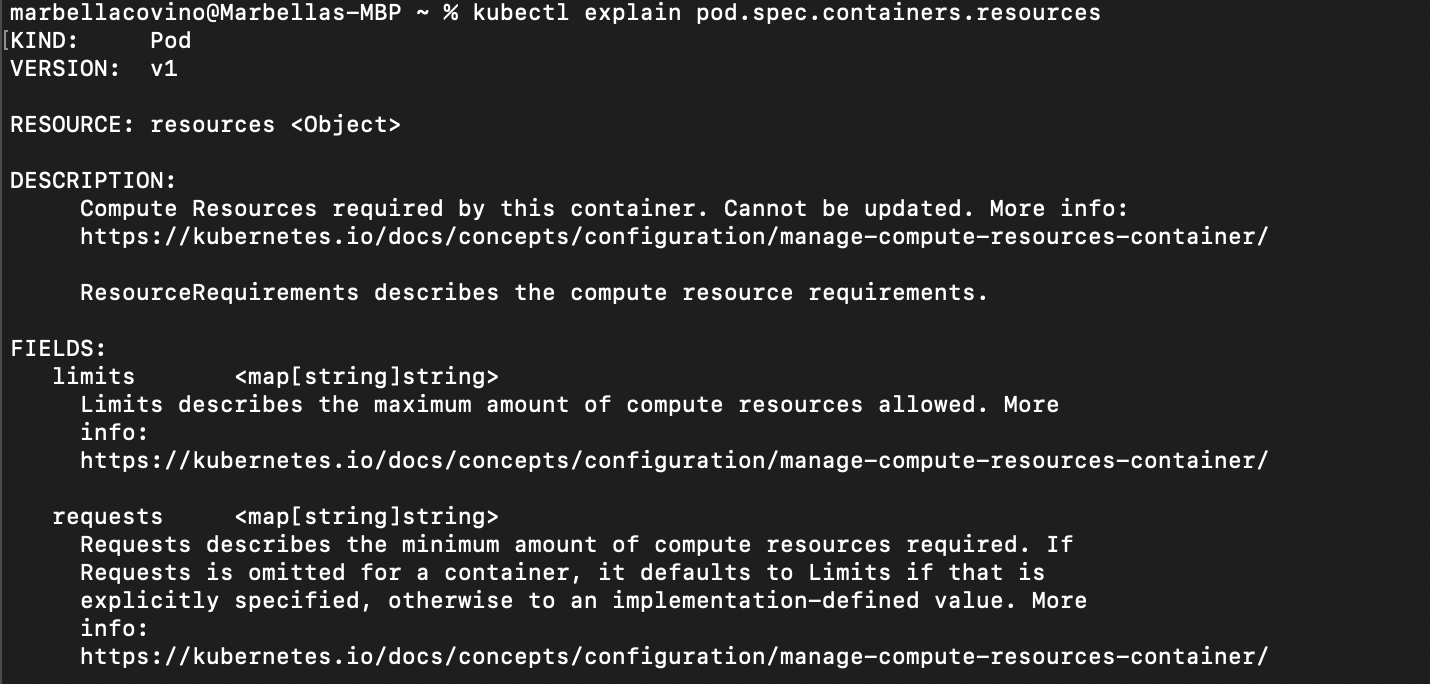 marbellacovino@Marbellas-MBP ~ % kubectl explain pod.spec.containers.resources
[KIND:     Pod
VERSION:  v1

RESOURCE: resources <Object>

DESCRIPTION:
     Compute Resources required by this container. Cannot be updated. More info:
     https://kubernetes.io/docs/concepts/configuration/manage-compute-resources-container/

     ResourceRequirements describes the compute resource requirements.

FIELDS:
   limits       <map[string]string>
     Limits describes the maximum amount of compute resources allowed. More
     info:
     https://kubernetes.io/docs/concepts/configuration/manage-compute-resources-container/

   requests     <map[string]string>
     Requests describes the minimum amount of compute resources required. If
     Requests is omitted for a container, it defaults to Limits if that is
     explicitly specified, otherwise to an implementation-defined value. More
     info:
     https://kubernetes.io/docs/concepts/configuration/manage-compute-resources-container/